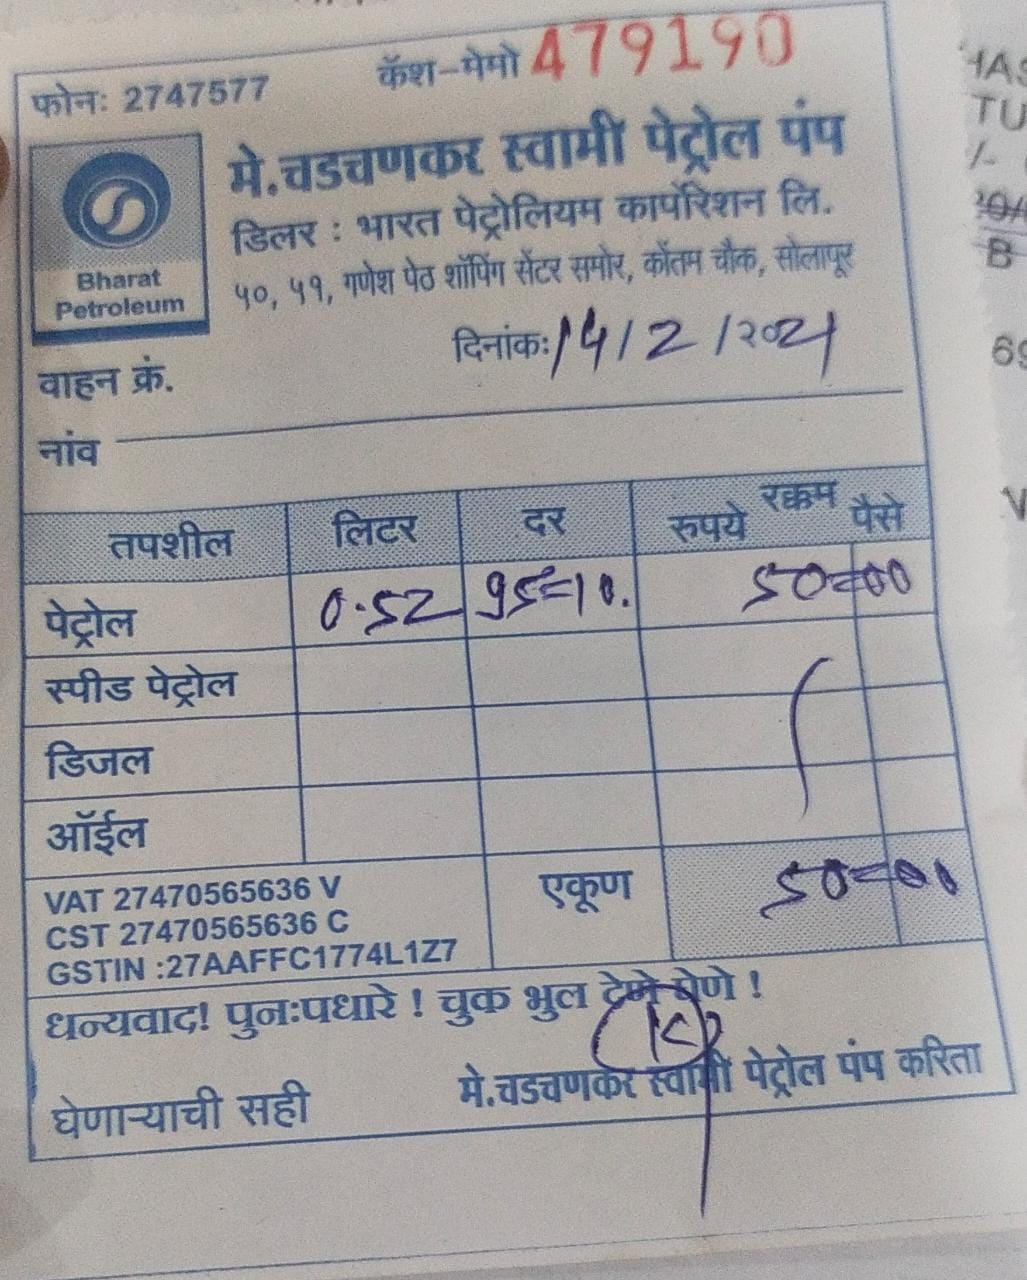 फोनः 2747577 कॅश-मेमो 479190
मे.चडचणकर स्वामी पेट्रोल पंप
डिलर : भारत पेट्रोलियम कार्पोरेशन लि.
५०, ५१, गणेश पेठ शॉपिंग सेंटर समोर, कोंतम चौक, सोलापूर
Bharat
Petroleum
दिनांकः 14/2/2021
वाहन क्रं.
नांव
तपशील लिटर दर रुपये रक्कम पैसे
पेट्रोल 0.52 95=10. 50=00
स्पीड पेट्रोल
डिजल
ऑईल
VAT 27470565636 V एकूण 50=00
CST 27470565636 C
GSTIN :27AAFFC1774L1Z7
धन्यवाद! पुनःपधारे ! चुक भुल देणे घेणे !
घेणाऱ्याची सही मे.चडचणकर स्वामी पेट्रोल पंप करिता
TU
B